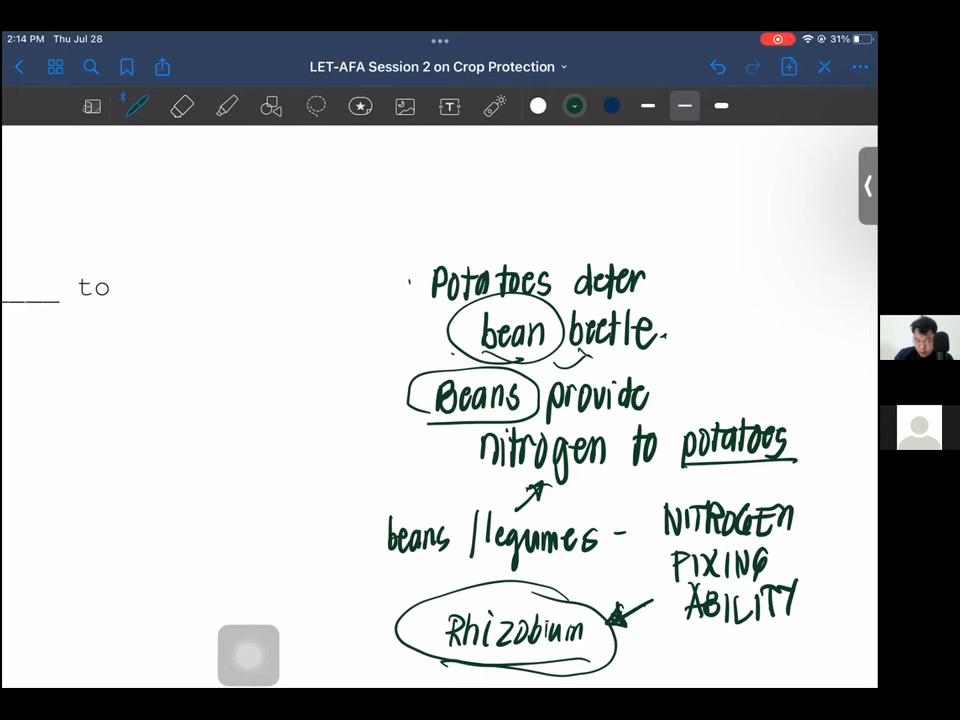 2:14 PM Thu Jul 28
31%
LET-AFA Session 2 on Crop Protection
T
____ to
Potatoes deter
bean beetle.
Beans provide
nitrogen to potatoes
beans / legumes - NITROGEN
FIXING
ABILITY
Rhizobium